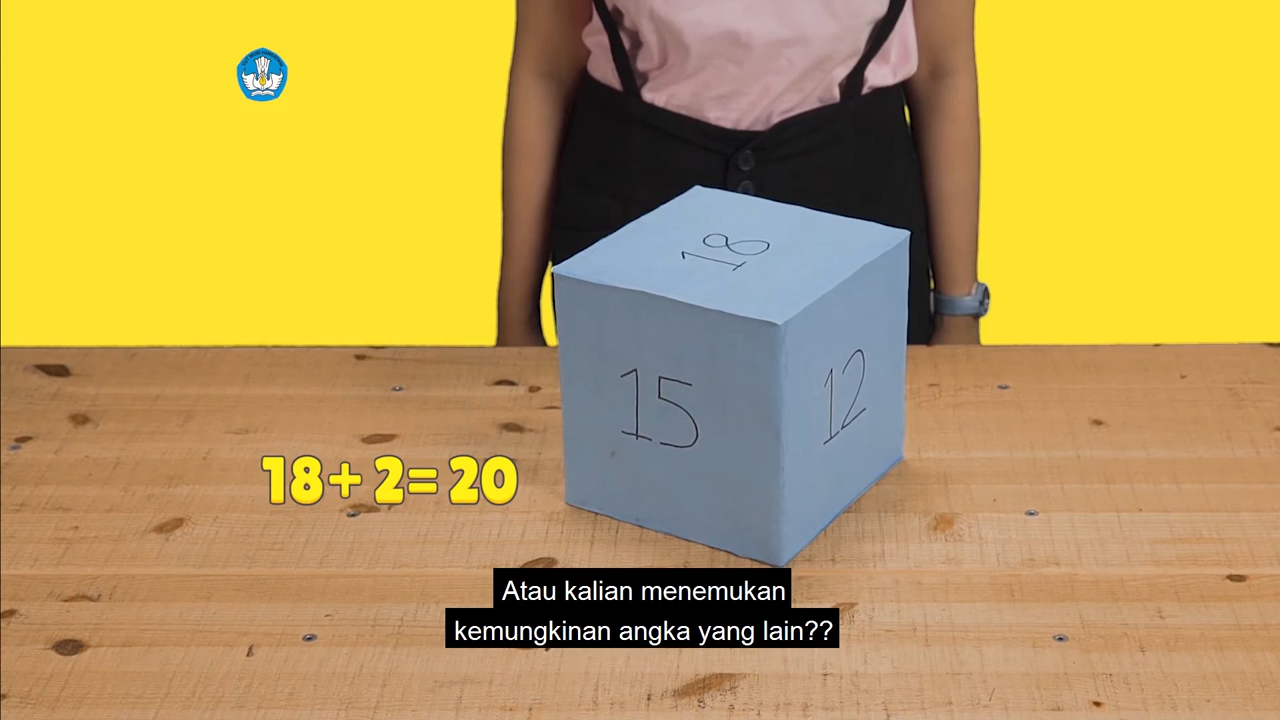 18
15
12
18+ 2= 20
Atau kalian menemukan
kemungkinan angka yang lain??